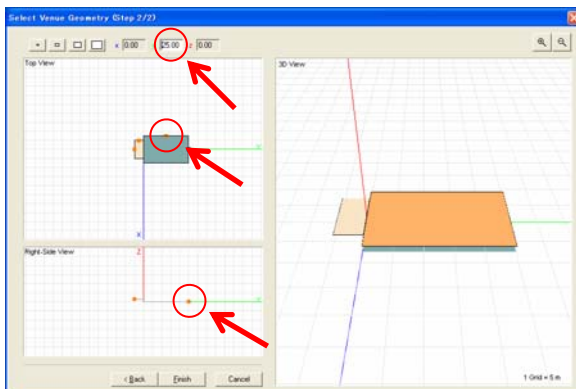 Select Venue Geometry (Step 2/2)
x 0.00 25.00 z 0.00
Top View
3D View
X
Right-Side View
Z
< Back Finish Cancel
1 Grid = 5 m